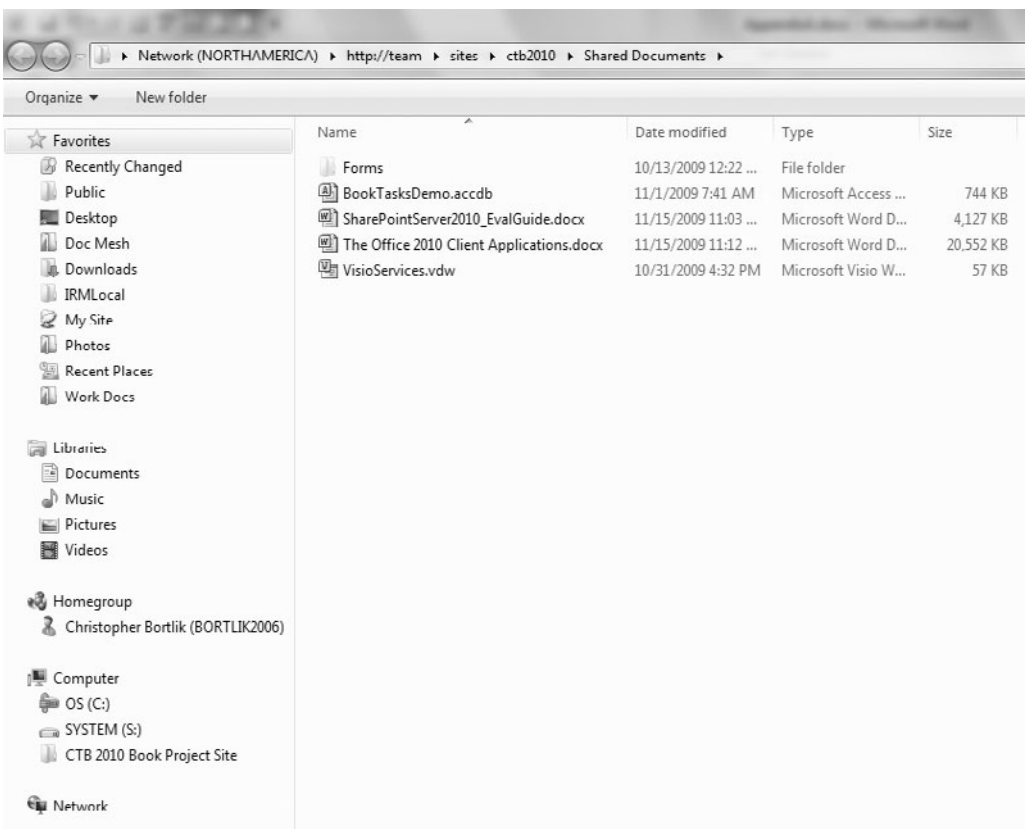 Network (NORTHAMERICA) http://team sites ctb2010 Shared Documents
Organize New folder
Favorites
Recently Changed
Public
Desktop
Doc Mesh
Downloads
IRMLocal
My Site
Photos
Recent Places
Work Docs
Libraries
Documents
Music
Pictures
Videos
Homegroup
Christopher Bortlik (BORTLIK2006)
Computer
OS (C:)
SYSTEM (S:)
CTB 2010 Book Project Site
Network
Name Date modified Type Size
Forms 10/13/2009 12:22 ... File folder
BookTasksDemo.accdb 11/1/2009 7:41 AM Microsoft Access ... 744 KB
SharePointServer2010_EvalGuide.docx 11/15/2009 11:03 ... Microsoft Word D... 4,127 KB
The Office 2010 Client Applications.docx 11/15/2009 11:12 ... Microsoft Word D... 20,552 KB
VisioServices.vdw 10/31/2009 4:32 PM Microsoft Visio W... 57 KB